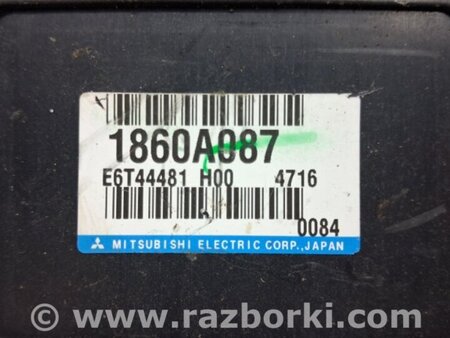 1860A087
E6T44481 H00 4716
0084
MITSUBISHI ELECTRIC CORP.,JAPAN
© www.razborki.com